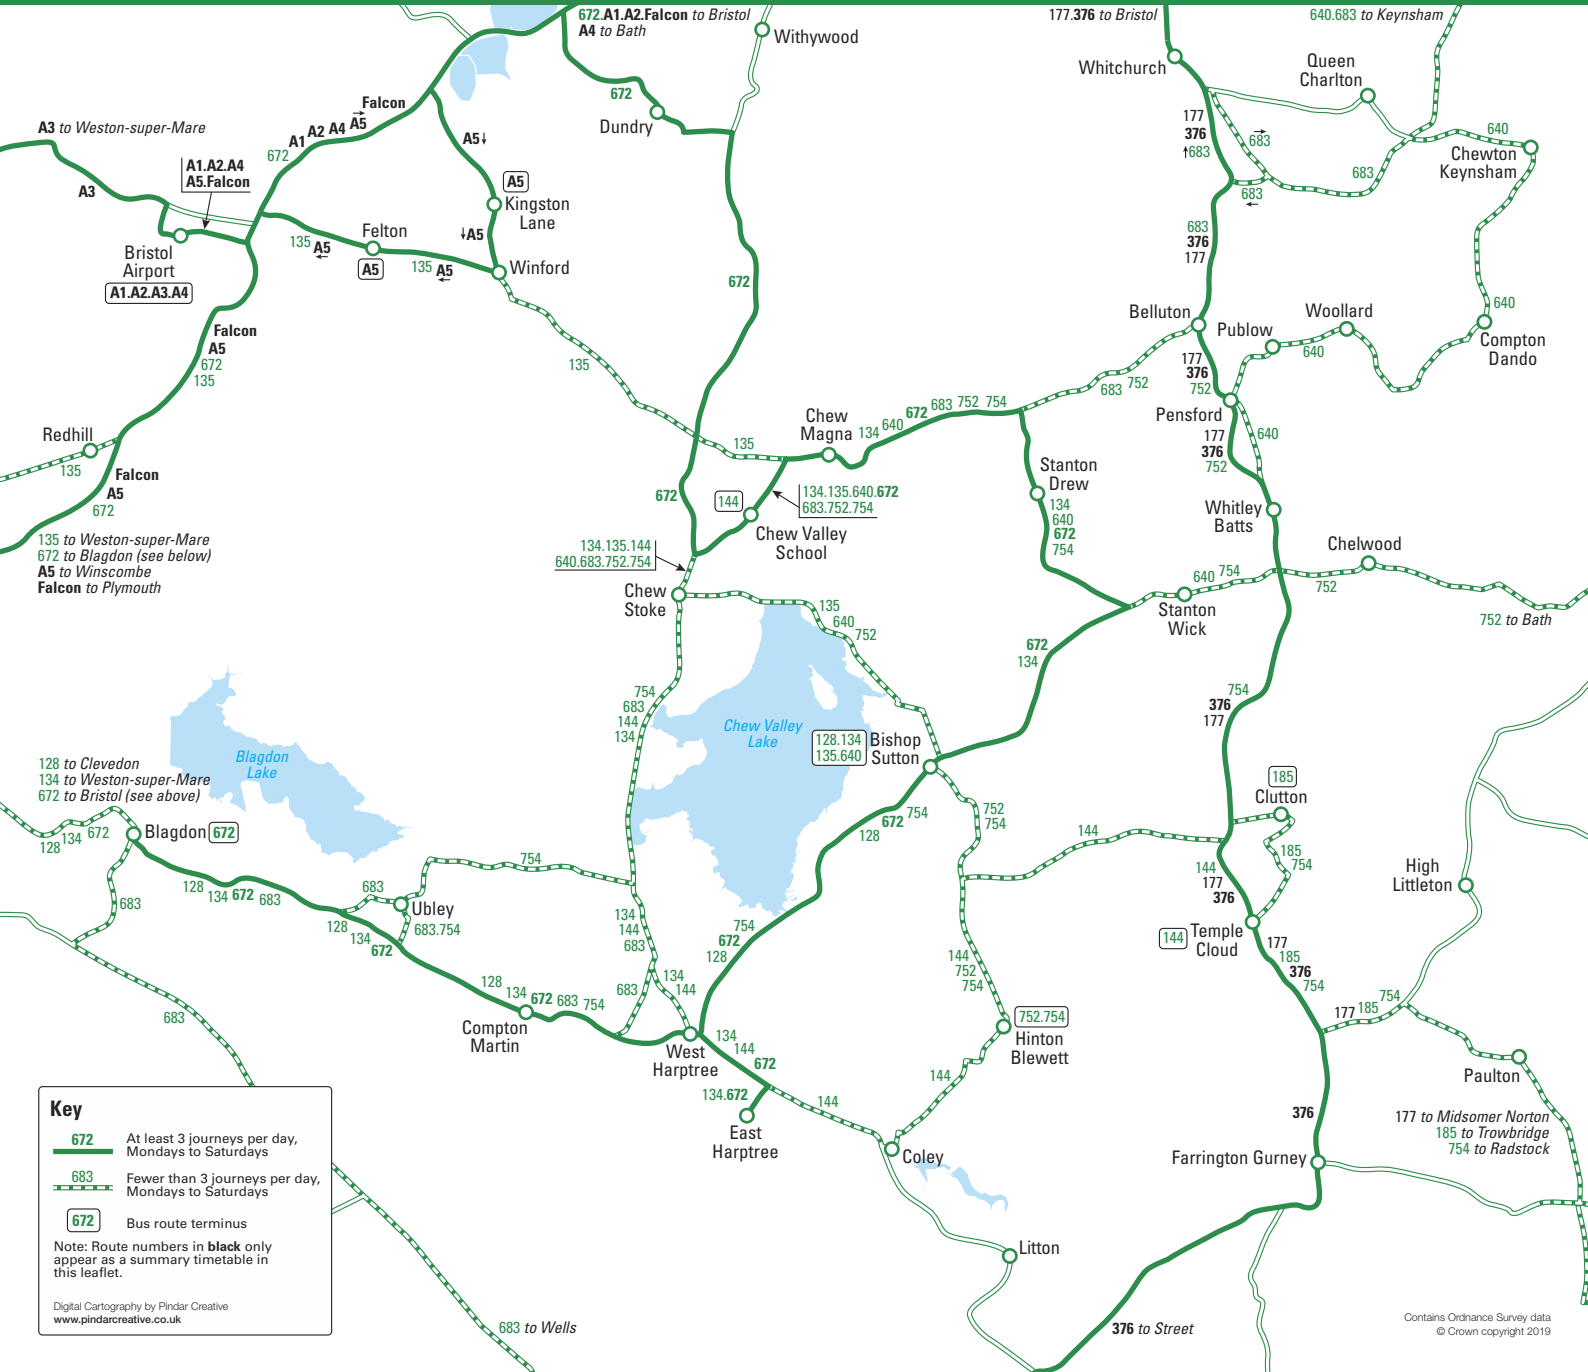 672.A1.A2.Falcon to Bristol
A4 to Bath
Withywood
177.376 to Bristol
640.683 to Keynsham
Whitchurch
Queen
Charlton
672
Dundry
Falcon
A1 A2 A4 A5
672
A3 to Weston-super-Mare
A3
A1.A2.A4
A5.Falcon
A5↓
A5
Kingston
Lane
↓A5
177
376
↑683
683
683
683
640
Chewton
Keynsham
Bristol
Airport
A1.A2.A3.A4
135 A5
Felton
A5
135 A5
Winford
672
683
376
177
640
Compton
Dando
Belluton
Publow
Woollard
640
Falcon
A5
672
135
135
177
376
752
683 752
Pensford
640
177
376
752
Redhill
135
Falcon
A5
672
135 to Weston-super-Mare
672 to Blagdon (see below)
A5 to Winscombe
Falcon to Plymouth
135
Chew
Magna
134 640 672 683 752 754
Stanton
Drew
134
640
672
754
672
144
134.135.640.672
683.752.754
Chew Valley
School
Whitley
Batts
Chelwood
134.135.144
640.683.752.754
Chew
Stoke
135
640
752
640 754
752
Stanton
Wick
752 to Bath
672
134
754
683
144
134
Chew Valley
Lake
128.134
135.640
Bishop
Sutton
754
376
177
Blagdon
Lake
128 to Clevedon
134 to Weston-super-Mare
672 to Bristol (see above)
128 134 672
Blagdon 672
185
Clutton
752
754
672 754
128
144
185
754
144
177
376
High
Littleton
754
683
128 134 672 683
683
Ubley
683.754
128
134
672
134
144
683
754
672
128
144
Temple
Cloud
177
185
376
754
144
752
754
683
134
144
683
128
134 672 683 754
Compton
Martin
West
Harptree
134
144
672
752.754
Hinton
Blewett
177 185 754
144
134.672
East
Harptree
144
Coley
Paulton
376
177 to Midsomer Norton
185 to Trowbridge
754 to Radstock
Farrington Gurney
Litton
683 to Wells
376 to Street
Key
672
At least 3 journeys per day,
Mondays to Saturdays
683
Fewer than 3 journeys per day,
Mondays to Saturdays
672
Bus route terminus
Note: Route numbers in black only
appear as a summary timetable in
this leaflet.
Digital Cartography by Pindar Creative
www.pindarcreative.co.uk
Contains Ordnance Survey data
© Crown copyright 2019